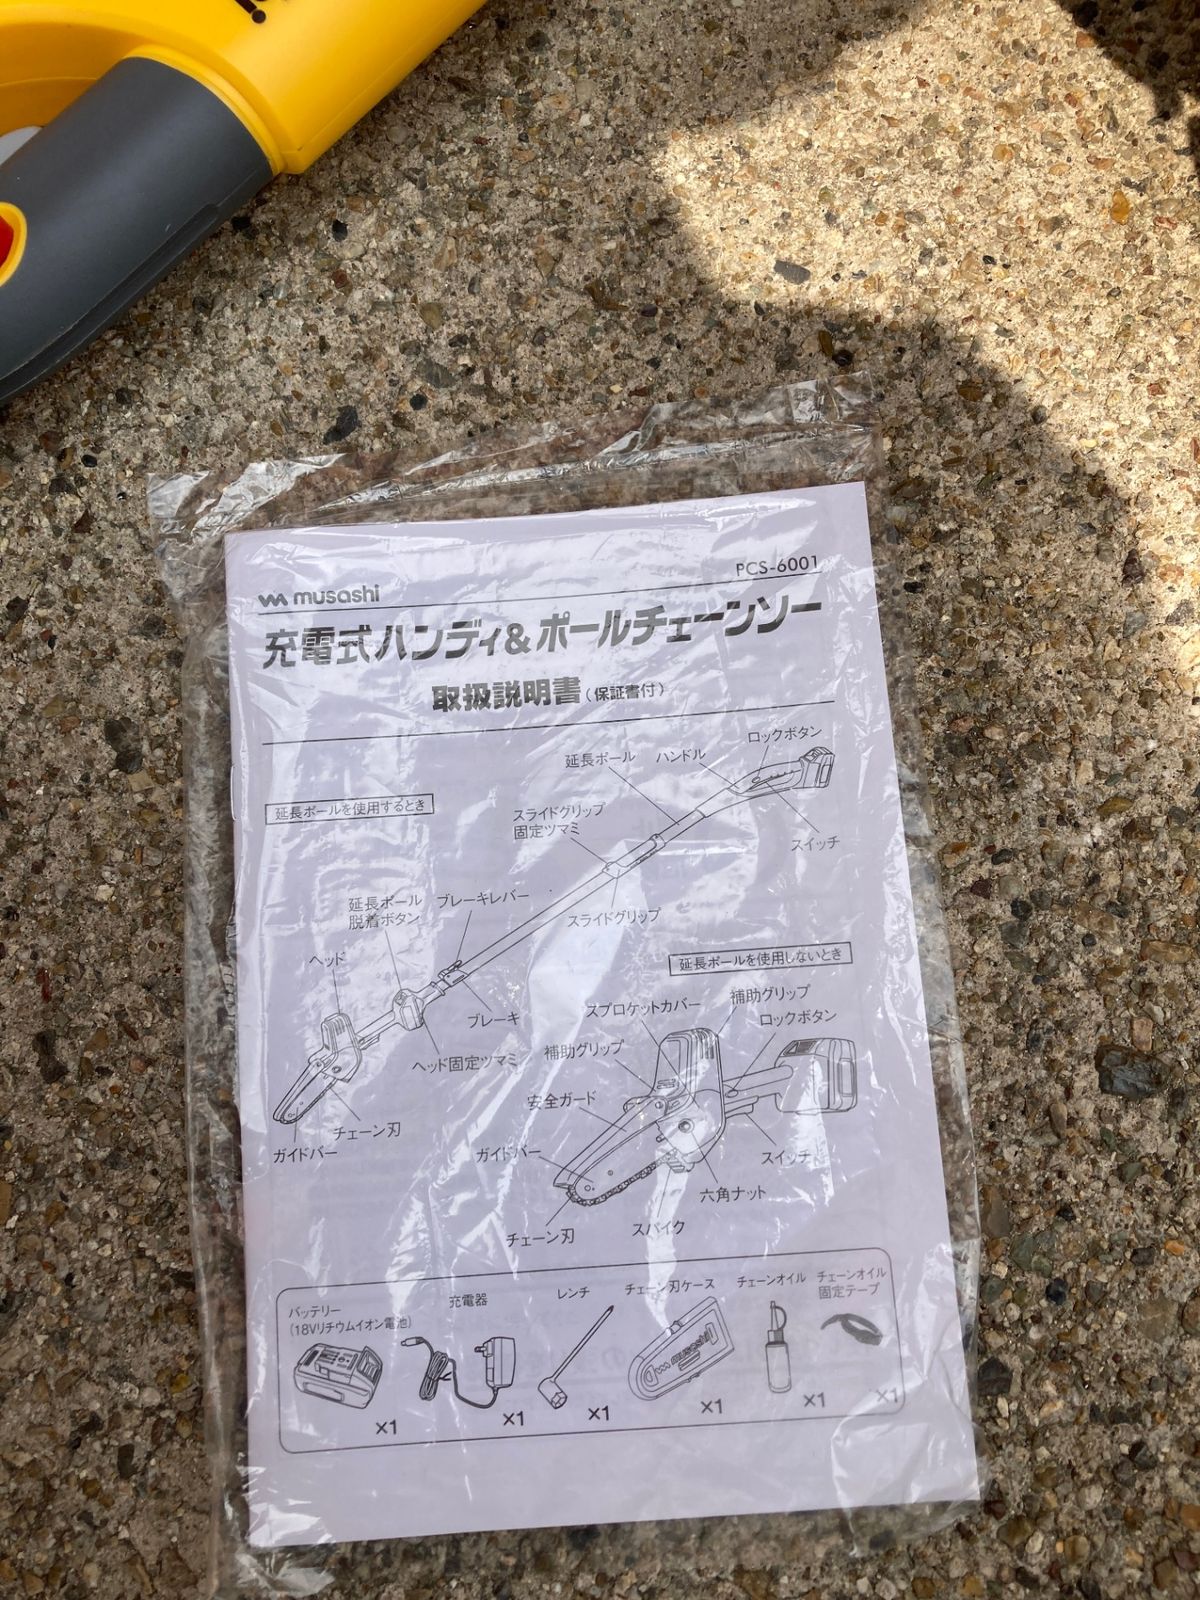 musashi
PCS-6001
充電式ハンディ&ポールチェーンソー
取扱説明書(保証書付)
延長ポールを使用するとき
延長ポール
ハンドル
ロックボタン
スライドグリップ
固定ツマミ
スイッチ
延長ポール
脱着ボタン
ブレーキレバー
スライドグリップ
ヘッド
ブレーキ
ヘッド固定ツマミ
チェーン刃
ガイドバー
延長ポールを使用しないとき
スプロケットカバー
補助グリップ
ロックボタン
補助グリップ
安全ガード
ガイドバー
スイッチ
六角ナット
チェーン刃
スパイク
バッテリー
(18Vリチウムイオン電池)
×1
充電器
×1
レンチ
×1
チェーン刃ケース
musashi
×1
チェーンオイル
×1
チェーンオイル
固定テープ
×1